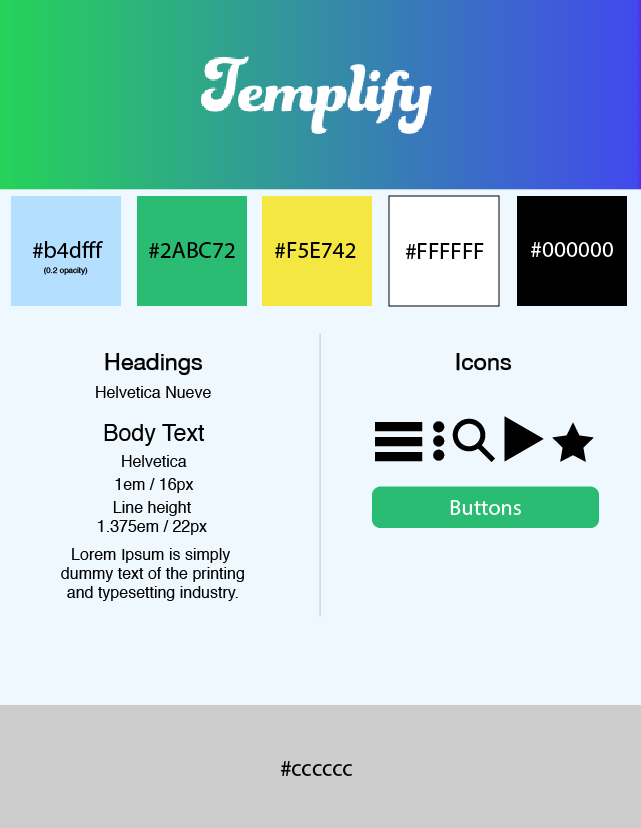 Templify
#b4dfff
(0.2 opacity)
#2ABC72
#F5E742
#FFFFFF
#000000
Headings
Helvetica Nueve
Body Text
Helvetica
1em / 16px
Line height
1.375em / 22px
Lorem Ipsum is simply
dummy text of the printing
and typesetting industry.
Icons
Buttons
#cccccc